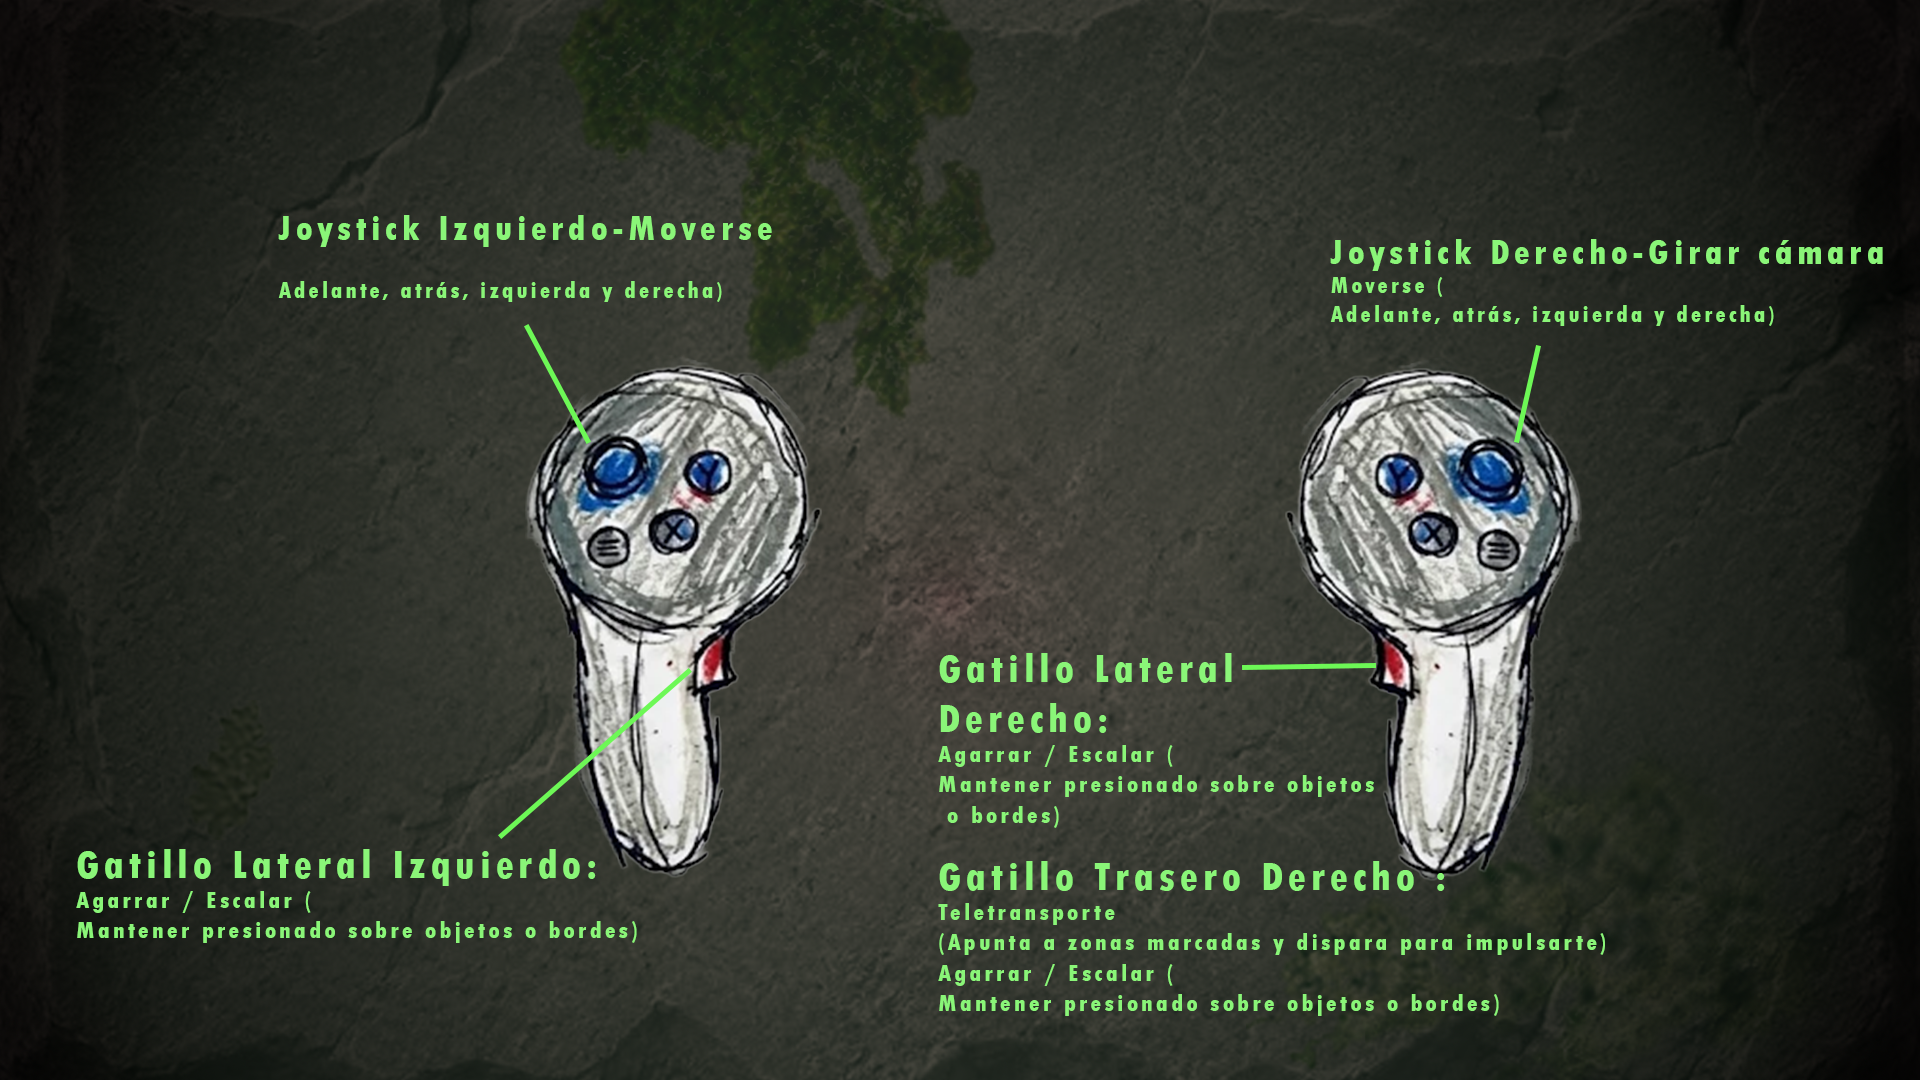 Joystick Izquierdo-Moverse
Adelante, atrás, izquierda y derecha)
Joystick Derecho-Girar cámara
Moverse (
Adelante, atrás, izquierda y derecha)
Y
X
Y
X
Gatillo Lateral
Derecho:
Agarrar / Escalar (
Mantener presionado sobre objetos
o bordes)
Gatillo Lateral Izquierdo:
Agarrar / Escalar (
Mantener presionado sobre objetos o bordes)
Gatillo Trasero Derecho :
Teletransporte
(Apunta a zonas marcadas y dispara para impulsarte)
Agarrar / Escalar (
Mantener presionado sobre objetos o bordes)